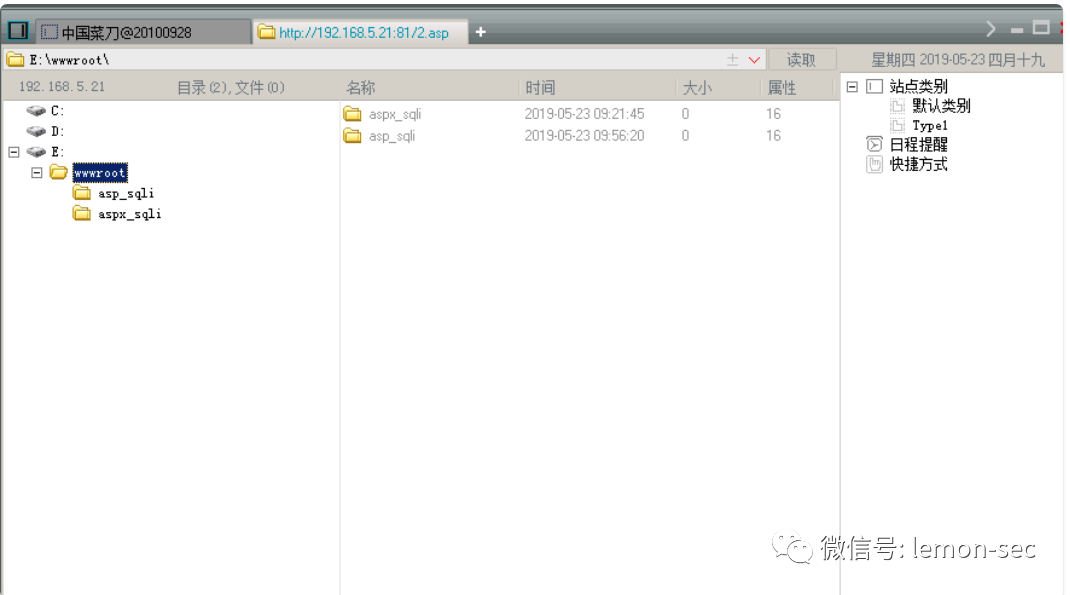 中国菜刀@20100928 http://192.168.5.21:81/2.asp
E:\wwwroot\ 读取 星期四 2019-05-23 四月十九
192.168.5.21 目录(2),文件(0) 名称 时间 大小 属性
C:
D:
E:
wwwroot
asp_sqli
aspx_sqli
aspx_sqli 2019-05-23 09:21:45 0 16
asp_sqli 2019-05-23 09:56:20 0 16
站点类别
默认类别
Type1
日程提醒
快捷方式
微信号: lemon-sec